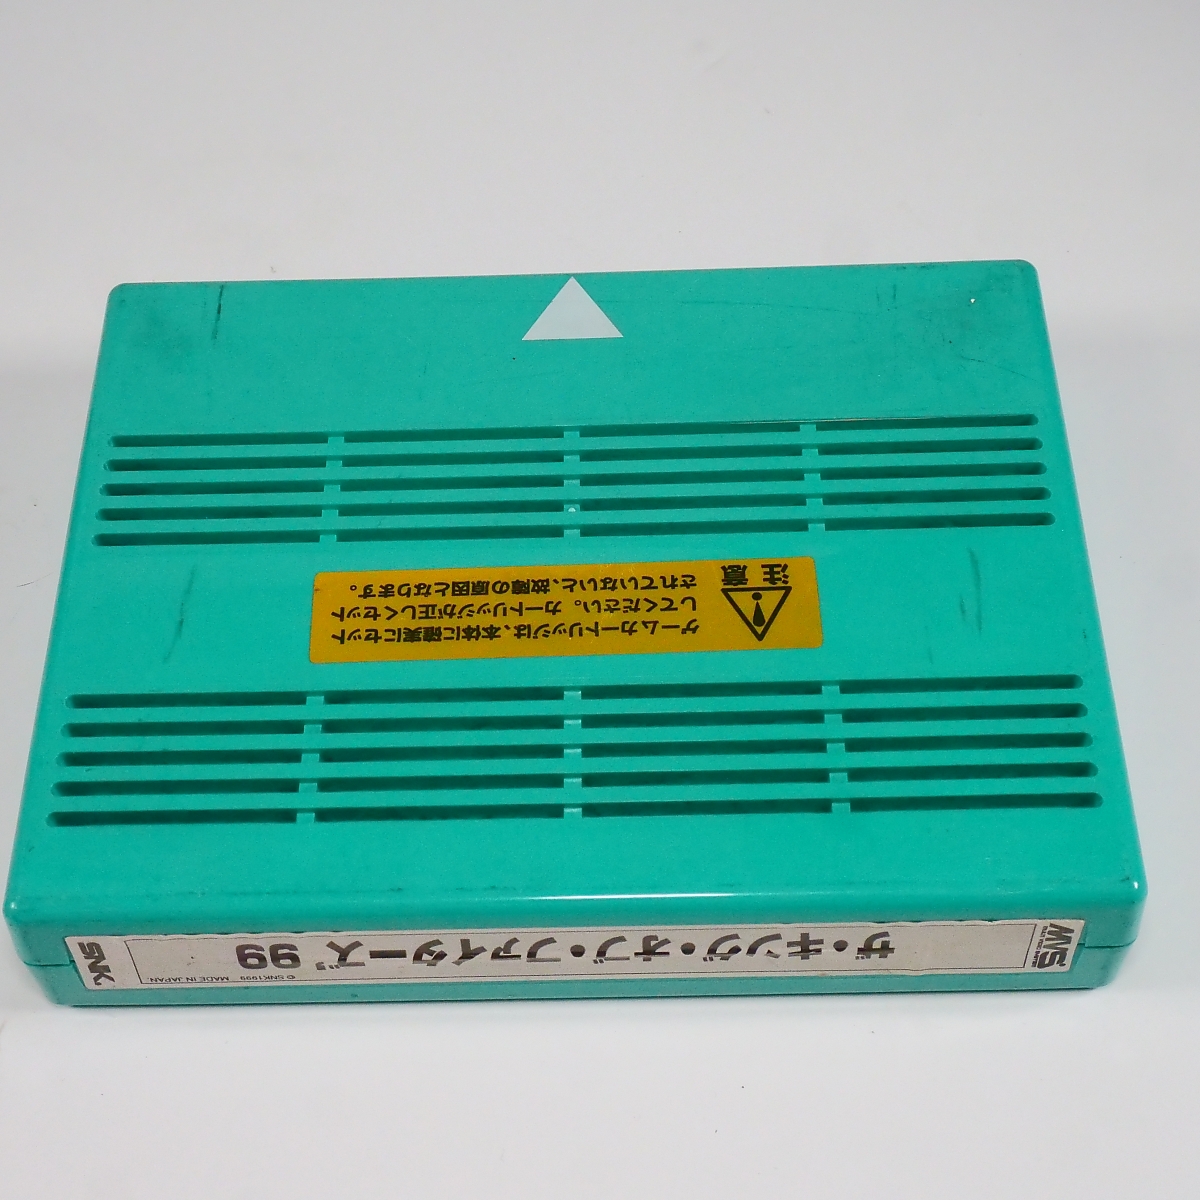 注意
ゲームカートリッジは、本体に確実にセット
してください。カートリッジが正しくセット
されていないと、故障の原因となります。
MVS
ザ・キング・オブ・ファイターズ"99
© SNK1999 MADE IN JAPAN
SNK